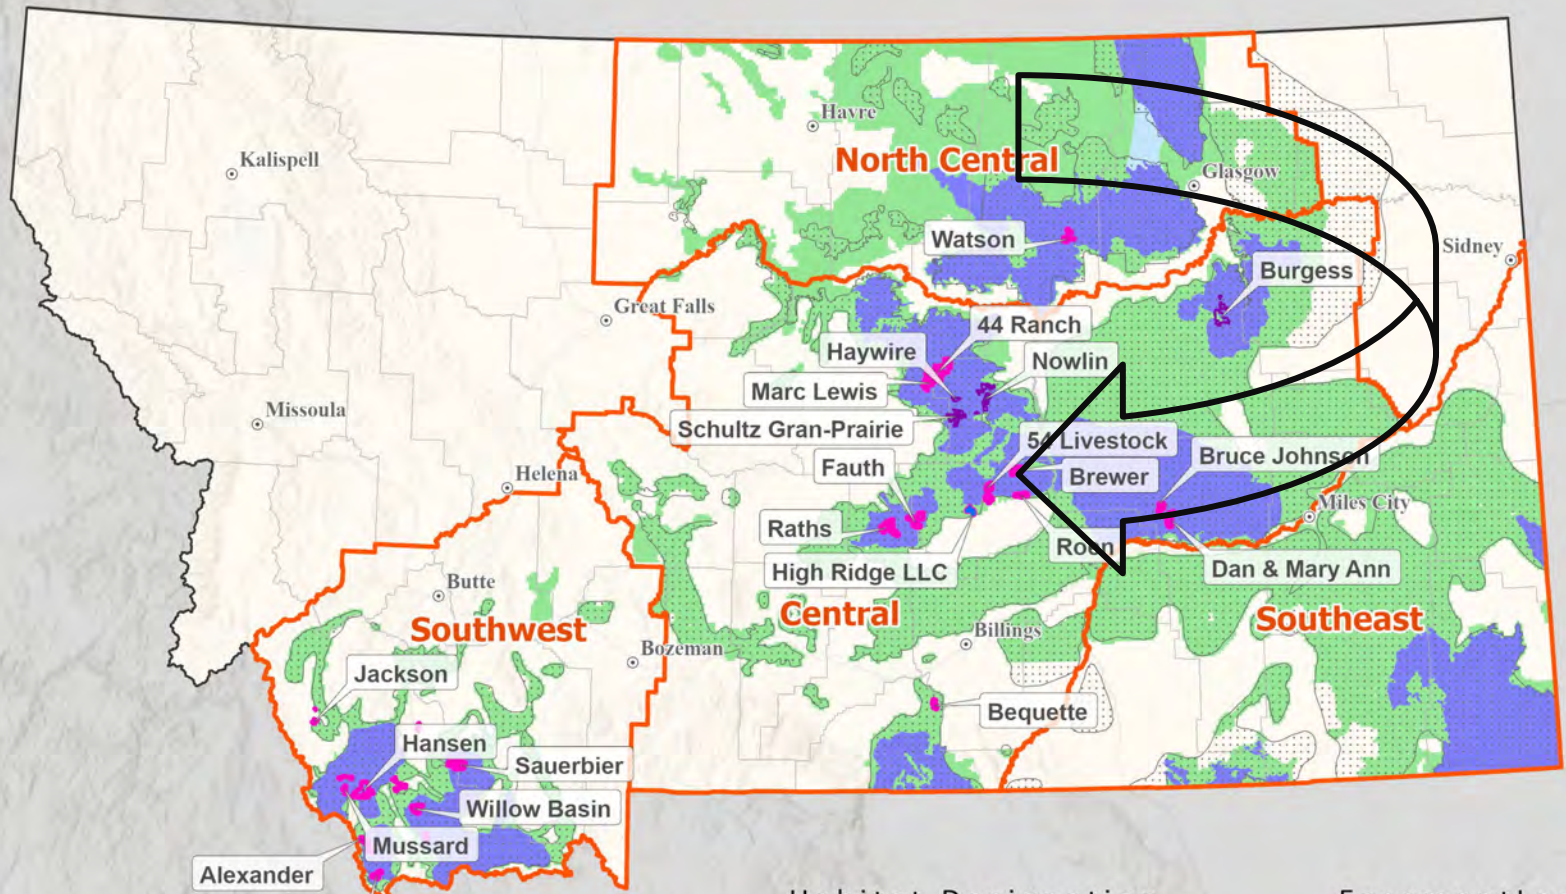 Havre
Kalispell
North Central
Glasgow
Watson
Sidney
Burgess
Great Falls
44 Ranch
Haywire
Nowlin
Marc Lewis
Missoula
Schultz Gran-Prairie
54 Livestock
Bruce Johnson
Fauth
Brewer
Helena
Miles City
Raths
Roen
High Ridge LLC
Dan & Mary Ann
Butte
Central
Southeast
Southwest
Billings
Bozeman
Jackson
Bequette
Hansen
Sauerbier
Willow Basin
Mussard
Alexander